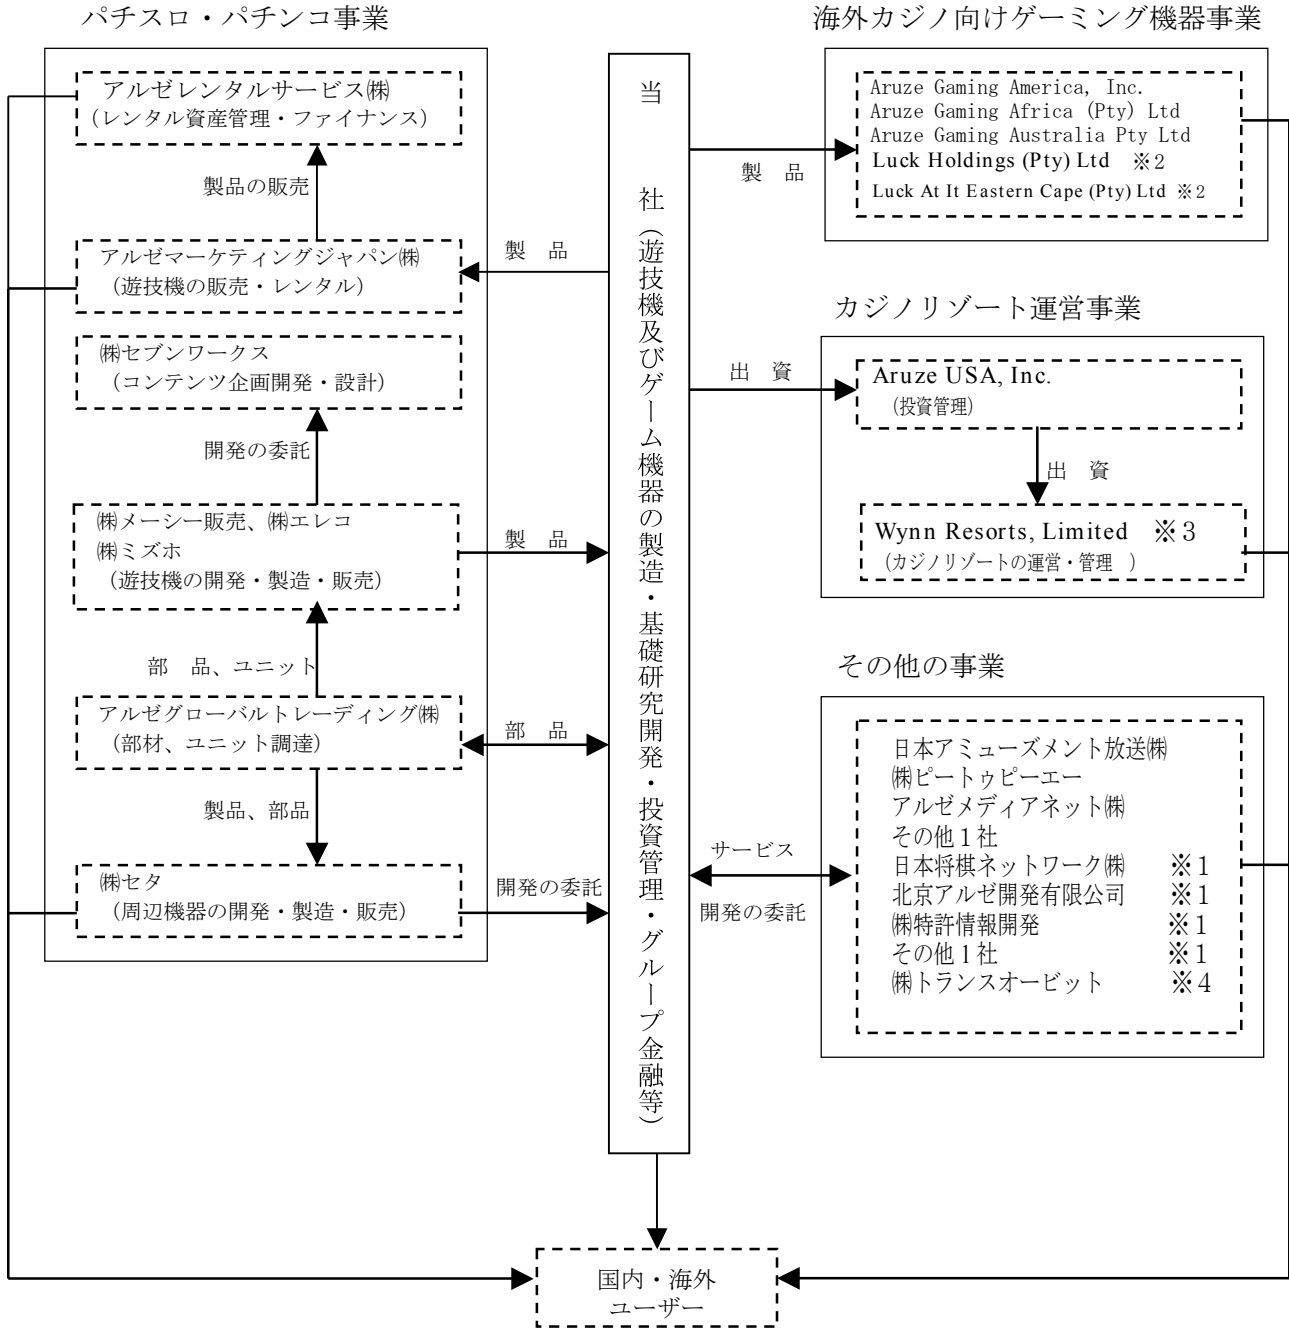 パチスロ・パチンコ事業
アルゼレンタルサービス㈱
（レンタル資産管理・ファイナンス）
製品の販売
アルゼマーケティングジャパン㈱
（遊技機の販売・レンタル）
㈱セブンワークス
（コンテンツ企画開発・設計）
開発の委託
㈱メーシー販売、㈱エレコ
㈱ミズホ
（遊技機の開発・製造・販売）
部　品、ユニット
アルゼグローバルトレーディング㈱
（部材、ユニット調達）
製品、部品
㈱セタ
（周辺機器の開発・製造・販売）
製　品
製　品
部　品
開発の委託
当　　社（遊技機及びゲーム機器の製造・基礎研究開発・投資管理・グループ金融等）
海外カジノ向けゲーミング機器事業
製　品
Aruze Gaming America, Inc.
Aruze Gaming Africa (Pty) Ltd
Aruze Gaming Australia Pty Ltd
Luck Holdings (Pty) Ltd　※2
Luck At It Eastern Cape (Pty) Ltd ※2
カジノリゾート運営事業
出　資
Aruze USA, Inc.
（投資管理）
出　資
Wynn Resorts, Limited　※3
（カジノリゾートの運営・管理　）
その他の事業
サービス
開発の委託
日本アミューズメント放送㈱
㈱ピートゥピーエー
アルゼメディアネット㈱
その他１社
日本将棋ネットワーク㈱　※1
北京アルゼ開発有限公司　※1
㈱特許情報開発　※1
その他１社　※1
㈱トランスオービット　※4
国内・海外
ユーザー